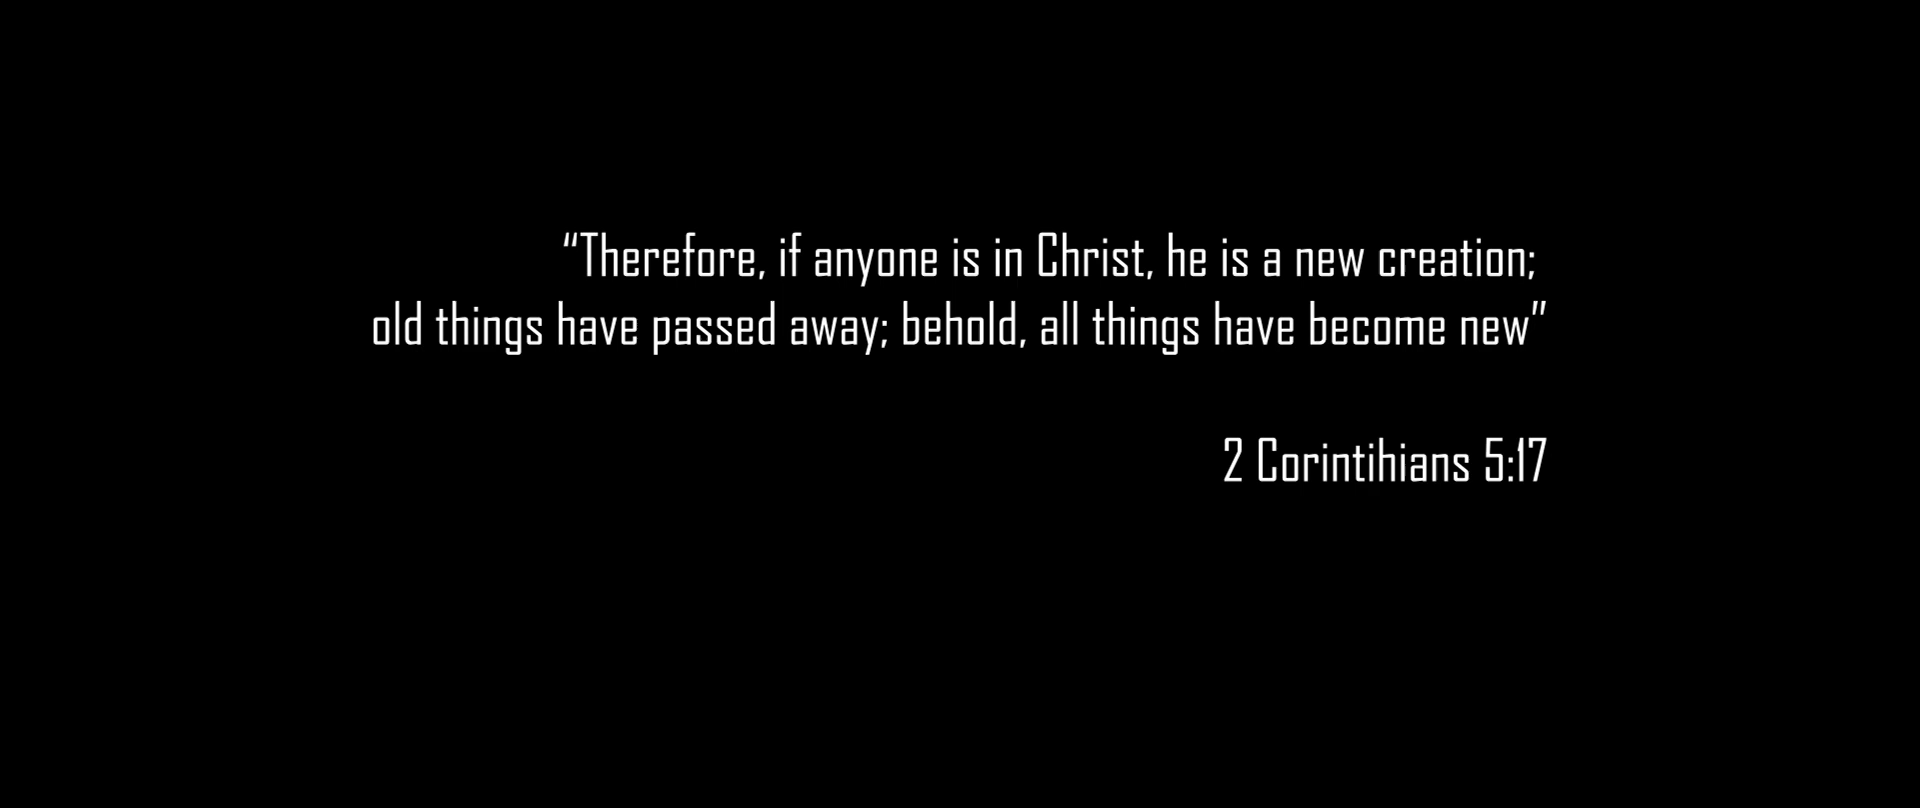 “Therefore, if anyone is in Christ, he is a new creation;
old things have passed away; behold, all things have become new”
2 Corintihians 5:17